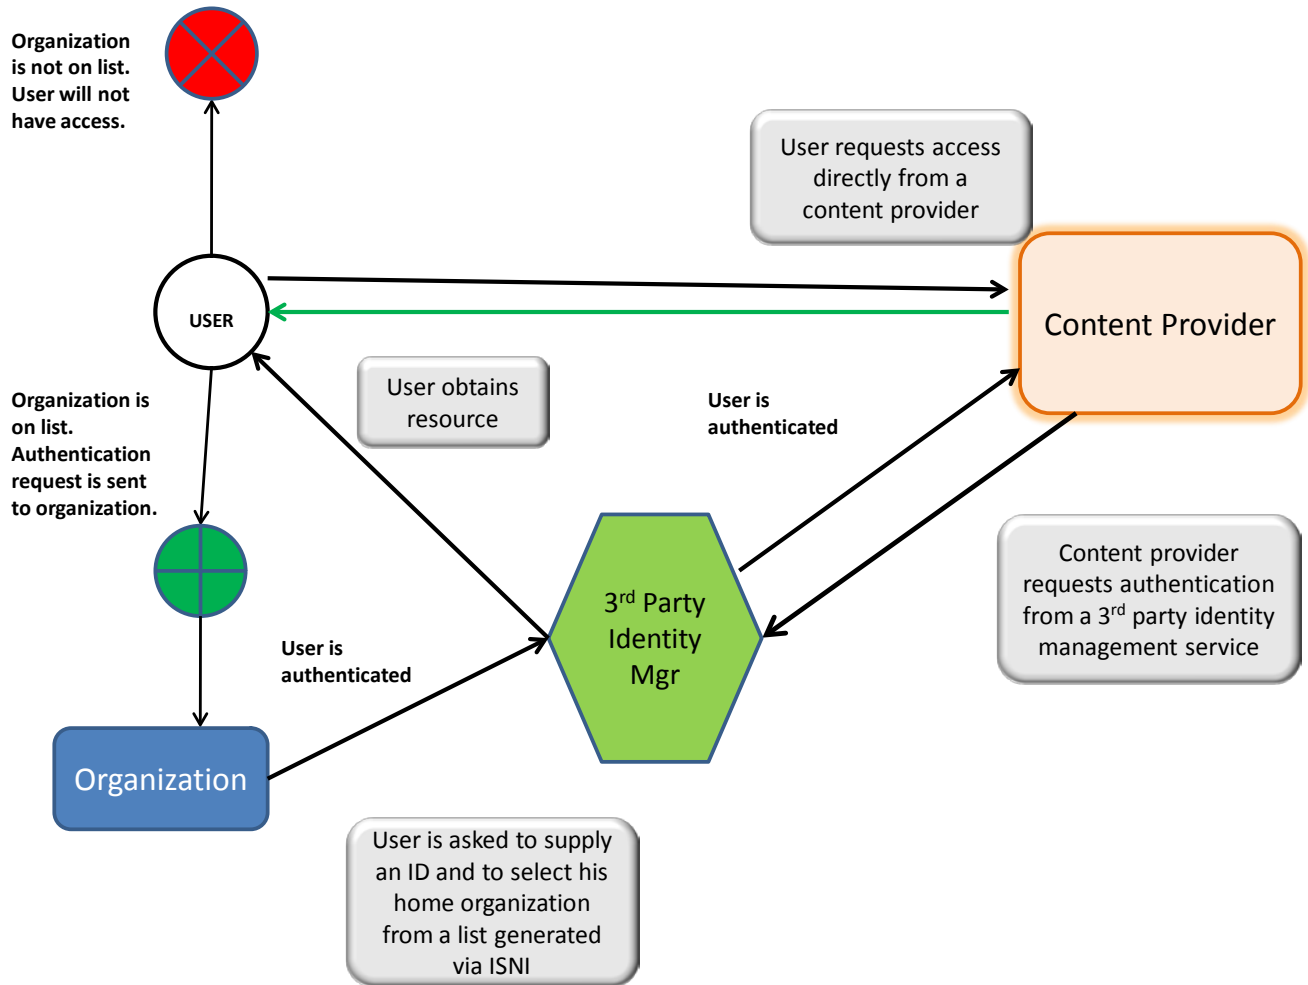 Organization
is not on list.
User will not
have access.
User requests access
directly from a
content provider
USER
Content Provider
User obtains
resource
User is
authenticated
Organization is
on list.
Authentication
request is sent
to organization.
Content provider
requests authentication
from a 3rd party identity
management service
3rd Party
Identity
Mgr
User is
authenticated
Organization
User is asked to supply
an ID and to select his
home organization
from a list generated
via ISNI